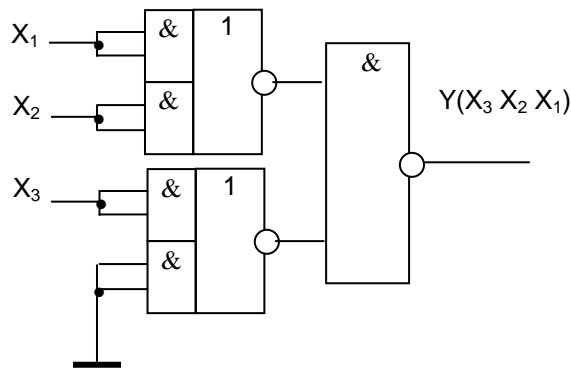 X₁ & 1
& Y(X₃ X₂ X₁)
X₂ &
X₃ & 1
&